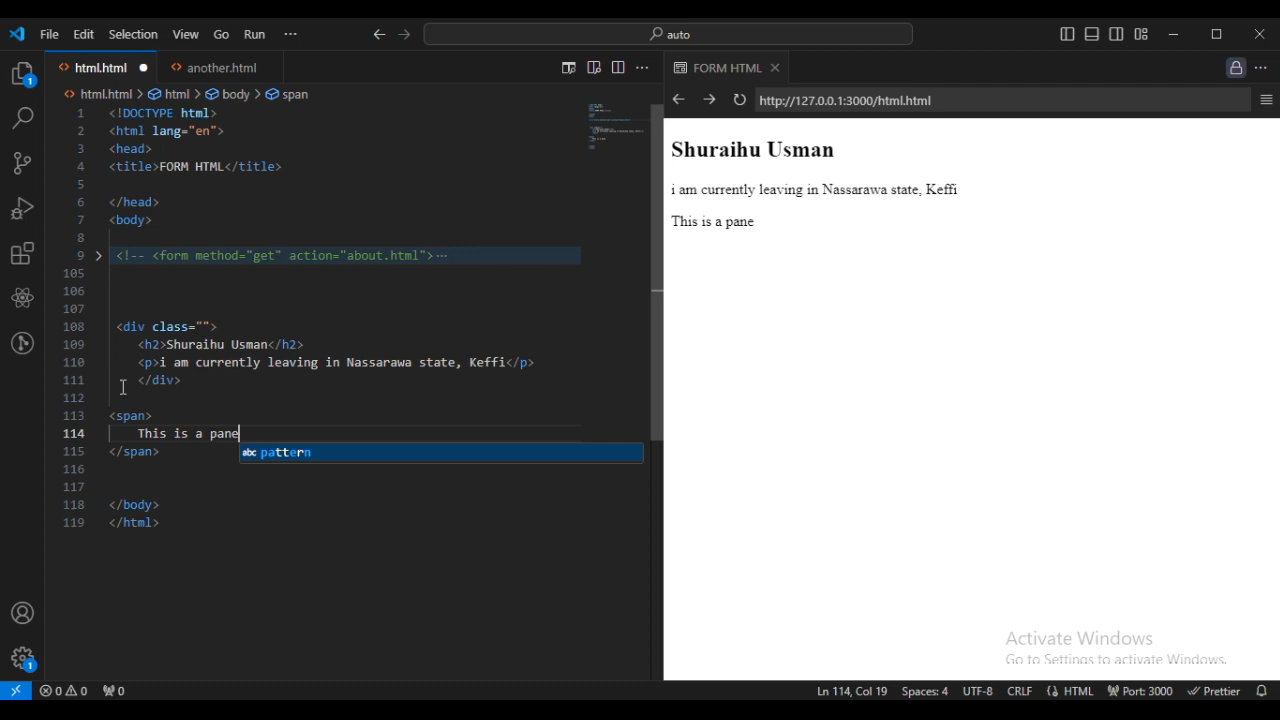 File Edit Selection View Go Run ··· auto
html.html another.html
html.html > html > body > span
1 <!DOCTYPE html>
2 <html lang="en">
3 <head>
4 <title>FORM HTML</title>
5
6 </head>
7 <body>
8
9 <!-- <form method="get" action="about.html">···
105
106
107
108 <div class="">
109 <h2>Shuraihu Usman</h2>
110 <p>i am currently leaving in Nassarawa state, Keffi</p>
111 </div>
112
113 <span>
114 This is a pane
abc pattern
115 </span>
116
117
118 </body>
119 </html>
FORM HTML
http://127.0.0.1:3000/html.html
Shuraihu Usman
i am currently leaving in Nassarawa state, Keffi
This is a pane
Activate Windows
Go to Settings to activate Windows.
1
1
0 0 0 Ln 114, Col 19 Spaces: 4 UTF-8 CRLF HTML Port: 3000 Prettier